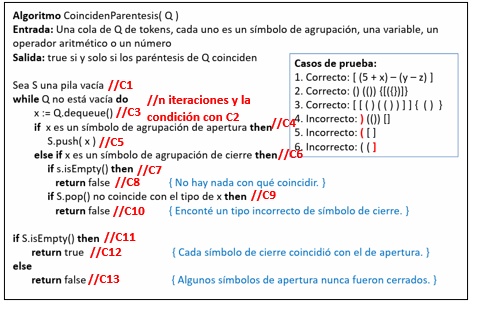 Algoritmo CoincidenParentesis( Q )
Entrada: Una cola de Q de tokens, cada uno es un símbolo de agrupación, una variable, un
operador aritmético o un número
Salida: true si y solo si los paréntesis de Q coinciden
Sea S una pila vacía //C1
while Q no está vacía do //n iteraciones y la
condición con C2
x := Q.dequeue() //C3
if x es un símbolo de agrupación de apertura then //C4
S.push( x ) //C5
else if x es un símbolo de agrupación de cierre then //C6
if s.isEmpty() then //C7
return false //C8 { No hay nada con qué coincidir. }
if S.pop() no coincide con el tipo de x then //C9
return false //C10 { Enconté un tipo incorrecto de símbolo de cierre. }
if S.isEmpty() then //C11
return true //C12 { Cada símbolo de cierre coincidió con el de apertura. }
else
return false //C13 { Algunos símbolos de apertura nunca fueron cerrados. }
Casos de prueba:
1. Correcto: [ (5 + x) – (y – z) ]
2. Correcto: () (()) {[()]}
3. Correcto: [ [ ( ) ( ( ) ) ] ] { ( ) }
4. Incorrecto: ) (()) []
5. Incorrecto: ( [ ]
6. Incorrecto: ( ( ]